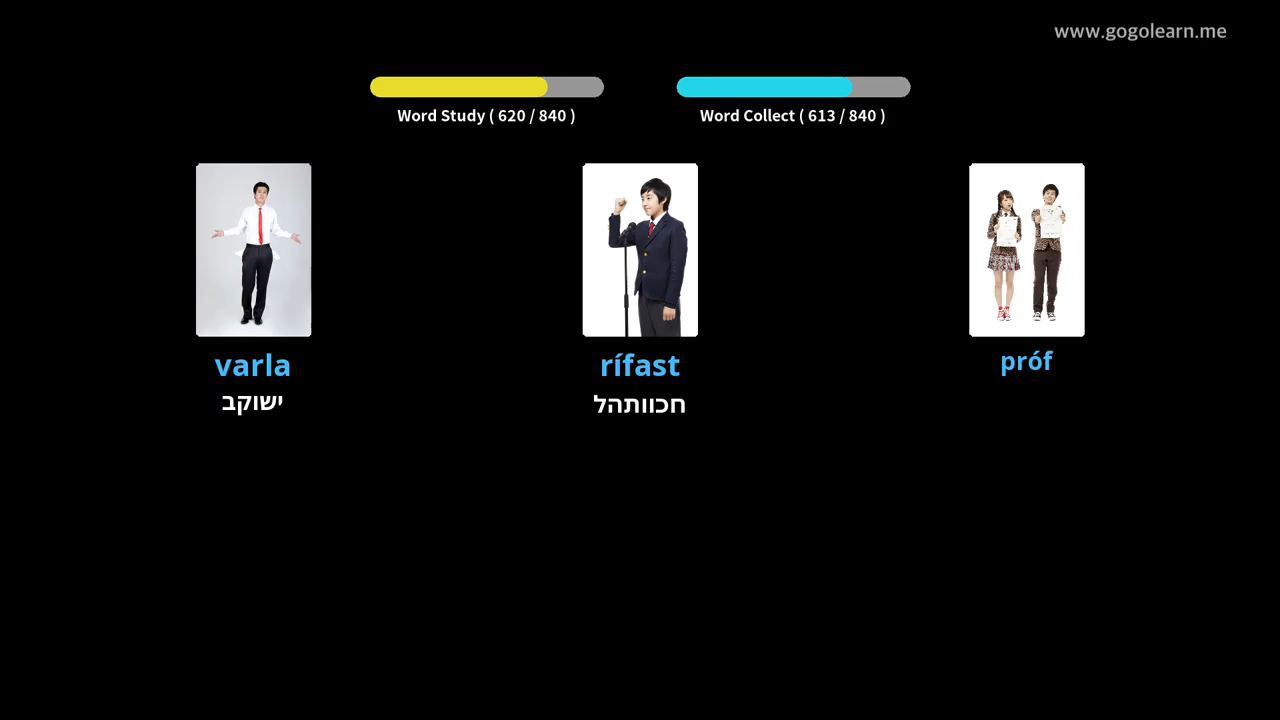 www.gogolearn.me
Word Study ( 620 / 840 )
Word Collect ( 613 / 840 )
varla
ישוקב
rífast
חכוותהל
próf